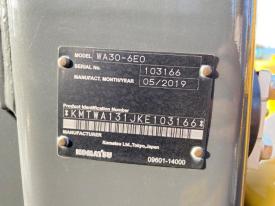 MODEL WA30-6E0
SERIAL NO. 103166
MANUFACT. MONTH/YEAR 05/2019
Product Identification Number
*KMTWA131JKE103166*
Komatsu Ltd., Tokyo, Japan
KOMATSU 09601-14000